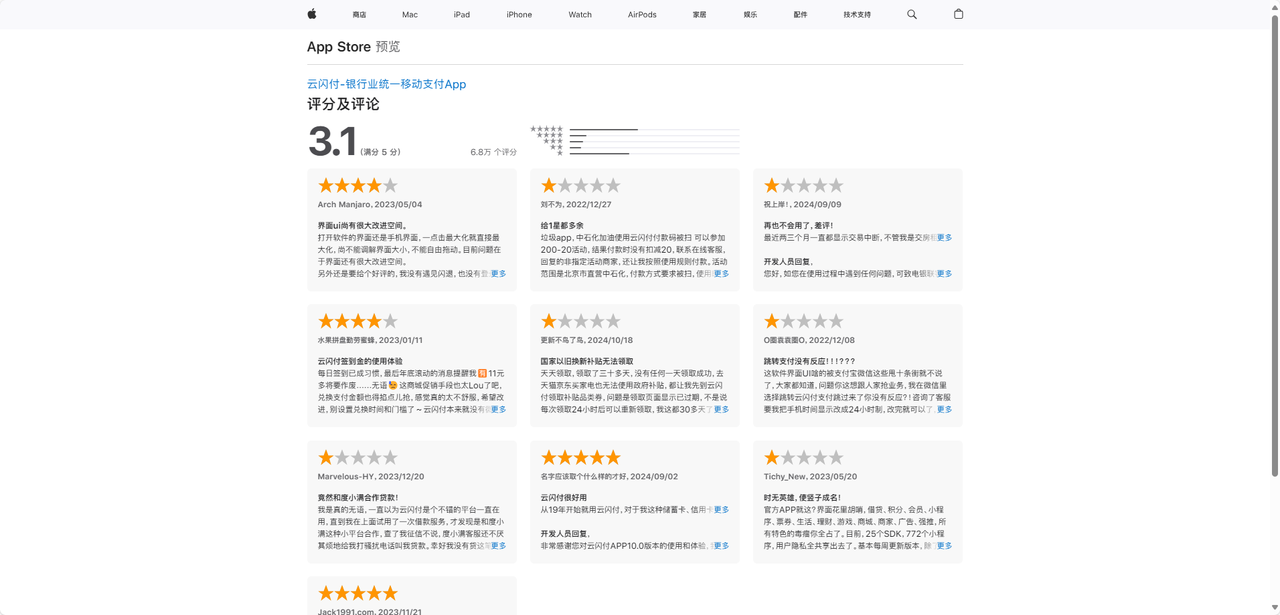 商店 Mac iPad iPhone Watch AirPods 家居 娱乐 配件 技术支持
App Store 预览
云闪付-银行业统一移动支付App
评分及评论
3.1 (满分 5 分) 6.8万 个评分
Arch Manjaro, 2023/05/04
界面ui尚有很大改进空间。
打开软件的界面还是手机界面，一点击最大化就直接最
大化，尚不能调解界面大小，不能自由拖动。目前问题在
于界面还有很大改进空间。
另外还是要给个好评的，我没有遇见闪退，也没有 更多
刘不为, 2022/12/27
给1星都多余
垃圾app，中石化加油使用云闪付付款码被扫 可以参加
200-20活动，结果付款时没有扣减20，联系在线客服，
回复的非指定活动商家，还让我按照使用规则付款。活动
范围是北京市直营中石化，付款方式要求被扫，使用 更多
祝上岸！, 2024/09/09
再也不会用了，差评！
最近两三个月一直都显示交易中断，不管我是交房 更多
开发人员回复，
您好，如您在使用过程中遇到任何问题，可致电银联 更多
水果拼盘勤劳蜜蜂, 2023/01/11
云闪付签到金的使用体验
每日签到已成习惯，最后年底滚动的消息提醒我🈶11元
多将要作废……无语🥲这商城促销手段也太Lou了吧，
兑换支付金额也得掐点儿抢，感觉真的太不舒服，希望改
进，别设置兑换时间和门槛了～云闪付本来就没有 更多
更新不鸟了鸟, 2024/10/18
国家以旧换新补贴无法领取
天天领取，领取了三十多天，没有任何一天领取成功，去
天猫京东买家电也无法使用政府补贴，都让我先到云闪
付领取补贴品类券，问题是领取页面显示已过期，不是说
每次领取24小时后可以重新领取，我这都30多天了 更多
O圈袁袁圈O, 2022/12/08
跳转支付没有反应！！！？？？
这软件界面UI啥的被支付宝微信这些甩十条街就不说
了，大家都知道，问题你这想跟人家抢业务，我在微信里
选择跳转云闪付支付跳过来了你没有反应？！咨询了客服
要我把手机时间显示改成24小时制，改完就可以了 更多
Marvelous-HY, 2023/12/20
竟然和度小满合作贷款！
我是真的无语，一直以为云闪付是个不错的平台一直在
用，直到我在上面试用了一次借款服务，才发现是和度小
满这种小平台合作，查了我征信不说，度小满客服还不厌
其烦地给我打骚扰电话叫我贷款。幸好我没有贷这 更多
名字应该取个什么样的才好, 2024/09/02
云闪付很好用
从19年开始就用云闪付，对于我这种储蓄卡、信用卡 更多
开发人员回复，
非常感谢您对云闪付APP10.0版本的使用和体验， 更多
Tichy_New, 2023/05/20
时无英雄，使竖子成名！
官方APP就这？界面花里胡哨，借贷、积分、会员、小程
序、票券、生活、理财、游戏、商城、商家、广告、强推，所
有特色的毒瘤你全占了。目前，25个SDK，772个小程
序，用户隐私全共享出去了。基本每周更新版本，除 更多
Jack1991.com, 2023/11/21